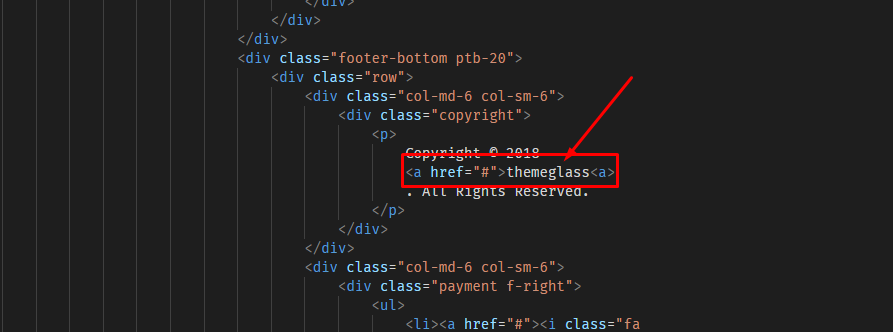 </div>
</div>
</div>
<div class="footer-bottom ptb-20">
<div class="row">
<div class="col-md-6 col-sm-6">
<div class="copyright">
<p>
Copyright © 2018
<a href="#">themeglass<a>
. All Rights Reserved.
</p>
</div>
</div>
<div class="col-md-6 col-sm-6">
<div class="payment f-right">
<ul>
<li><a href="#"><i class="fa